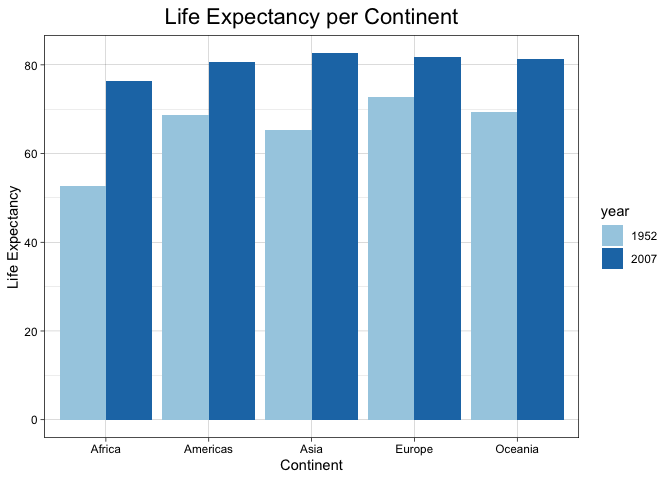 Life Expectancy per Continent
80
60
40
20
0
Life Expectancy
Africa Americas Asia Europe Oceania
Continent
year
1952
2007